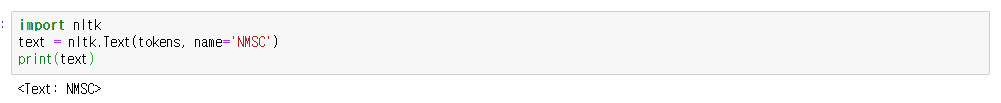 :
import nltk
text = nltk.Text(tokens, name='NMSC')
print(text)
<Text: NMSC>